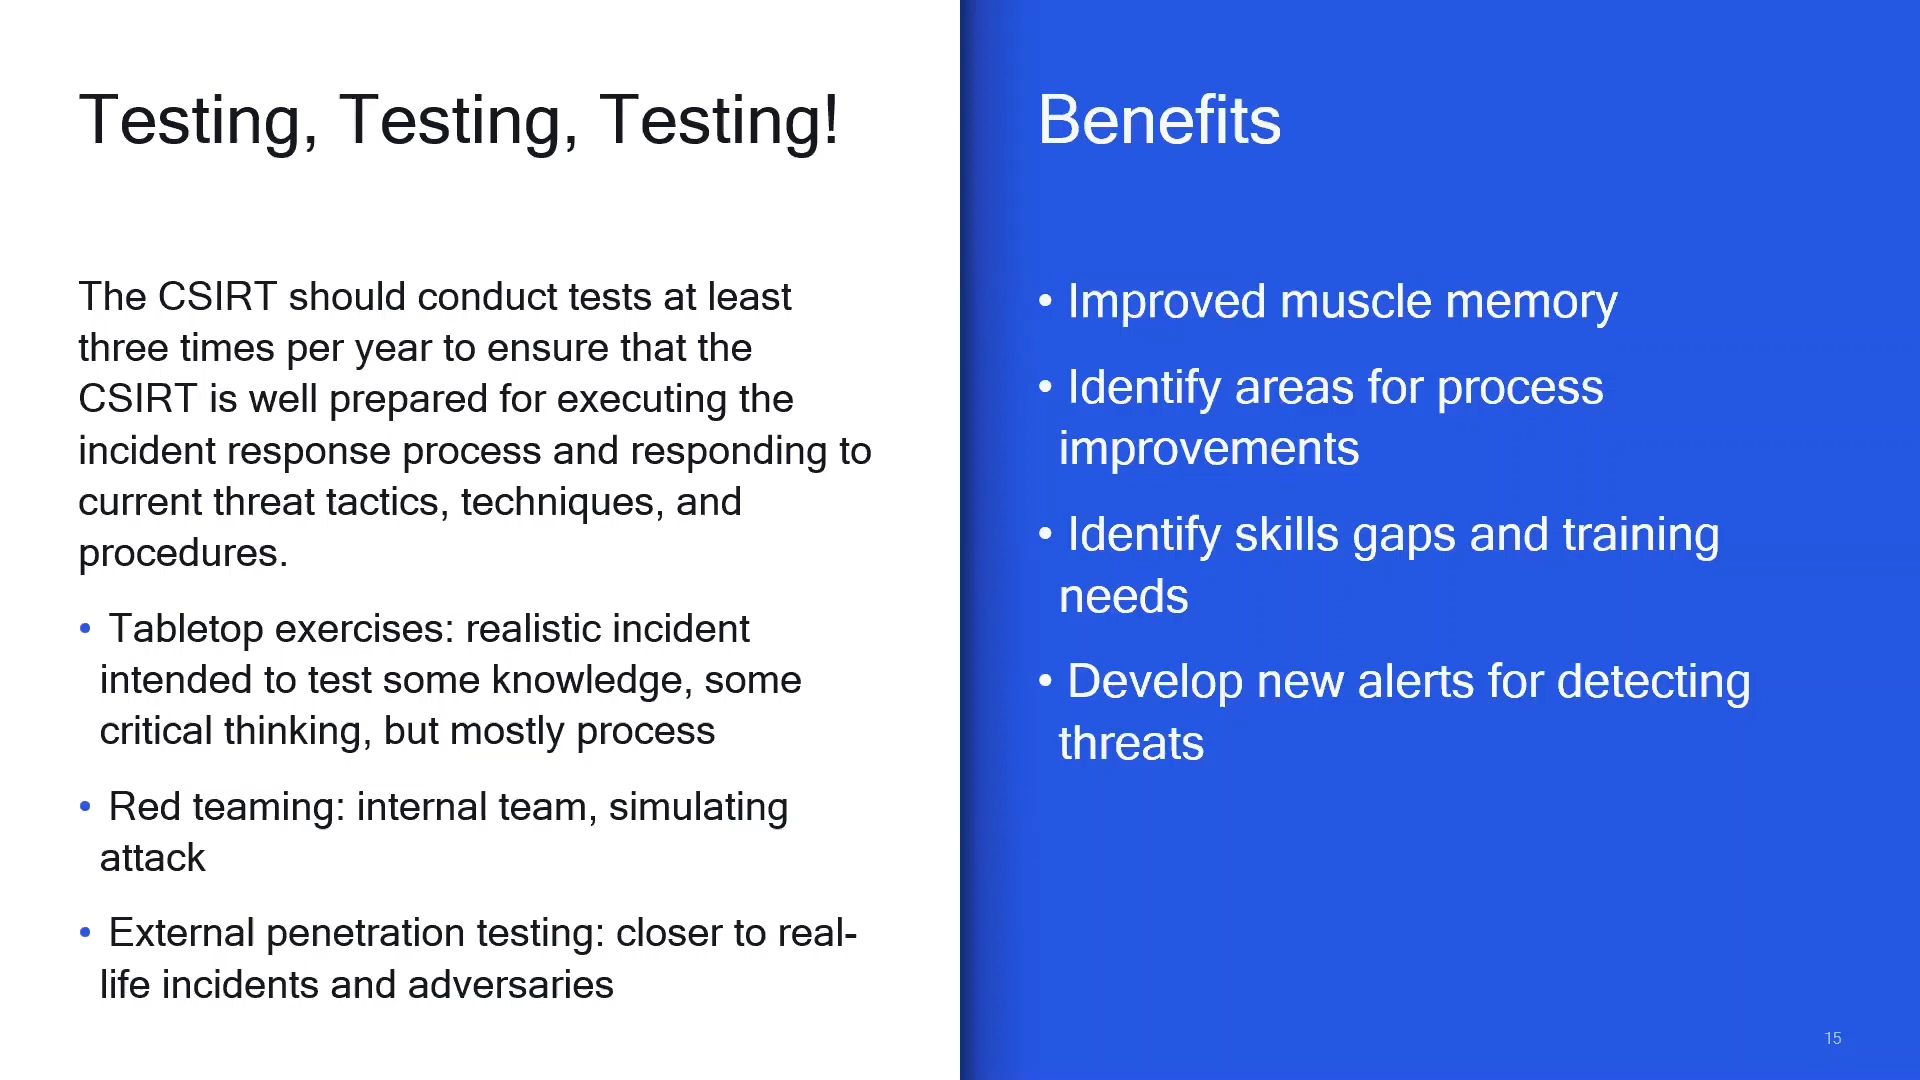 Testing, Testing, Testing!
The CSIRT should conduct tests at least
three times per year to ensure that the
CSIRT is well prepared for executing the
incident response process and responding to
current threat tactics, techniques, and
procedures.
• Tabletop exercises: realistic incident
intended to test some knowledge, some
critical thinking, but mostly process
• Red teaming: internal team, simulating
attack
• External penetration testing: closer to real-
life incidents and adversaries
Benefits
• Improved muscle memory
• Identify areas for process
improvements
• Identify skills gaps and training
needs
• Develop new alerts for detecting
threats
15